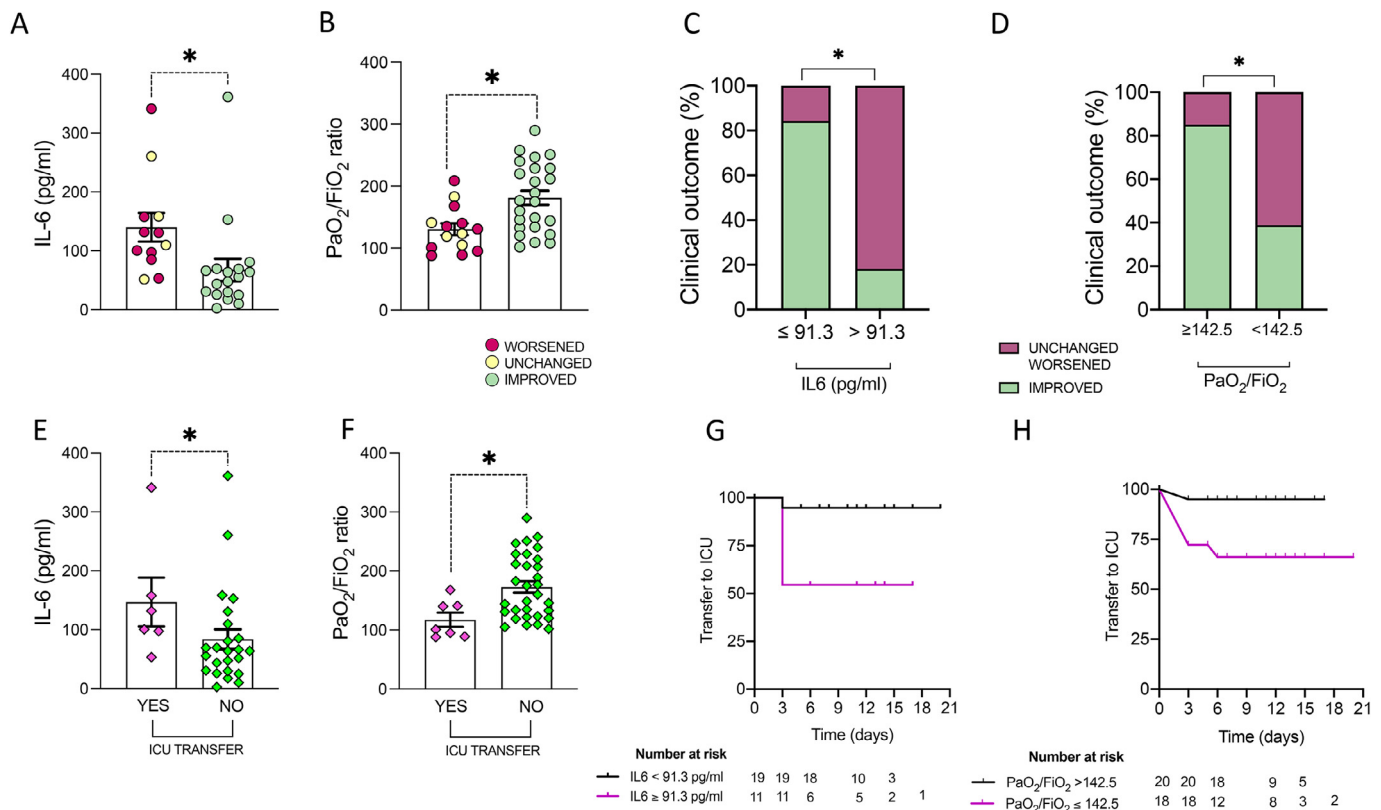 A
B
C
D
*
*
*
*
IL-6 (pg/ml)
400
300
200
100
0
PaO2/FiO2 ratio
400
300
200
100
0
WORSENED
UNCHANGED
IMPROVED
Clinical outcome (%)
100
80
60
40
20
0
≤ 91.3 > 91.3
IL6 (pg/ml)
Clinical outcome (%)
100
80
60
40
20
0
≥142.5 <142.5
PaO2/FiO2
UNCHANGED
WORSENED
IMPROVED
E
F
G
H
*
*
IL-6 (pg/ml)
400
300
200
100
0
YES NO
ICU TRANSFER
PaO2/FiO2 ratio
400
300
200
100
0
YES NO
ICU TRANSFER
Transfer to ICU
100
75
50
25
0
0 3 6 9 12 15 18 21
Time (days)
Number at risk
IL6 < 91.3 pg/ml 19 19 18 10 3
IL6 ≥ 91.3 pg/ml 11 11 6 5 2 1
Transfer to ICU
100
75
50
25
0
0 3 6 9 12 15 18 21
Time (days)
Number at risk
PaO2/FiO2 >142.5 20 20 18 9 5
PaO2/FiO2 ≤ 142.5 18 18 12 8 3 2